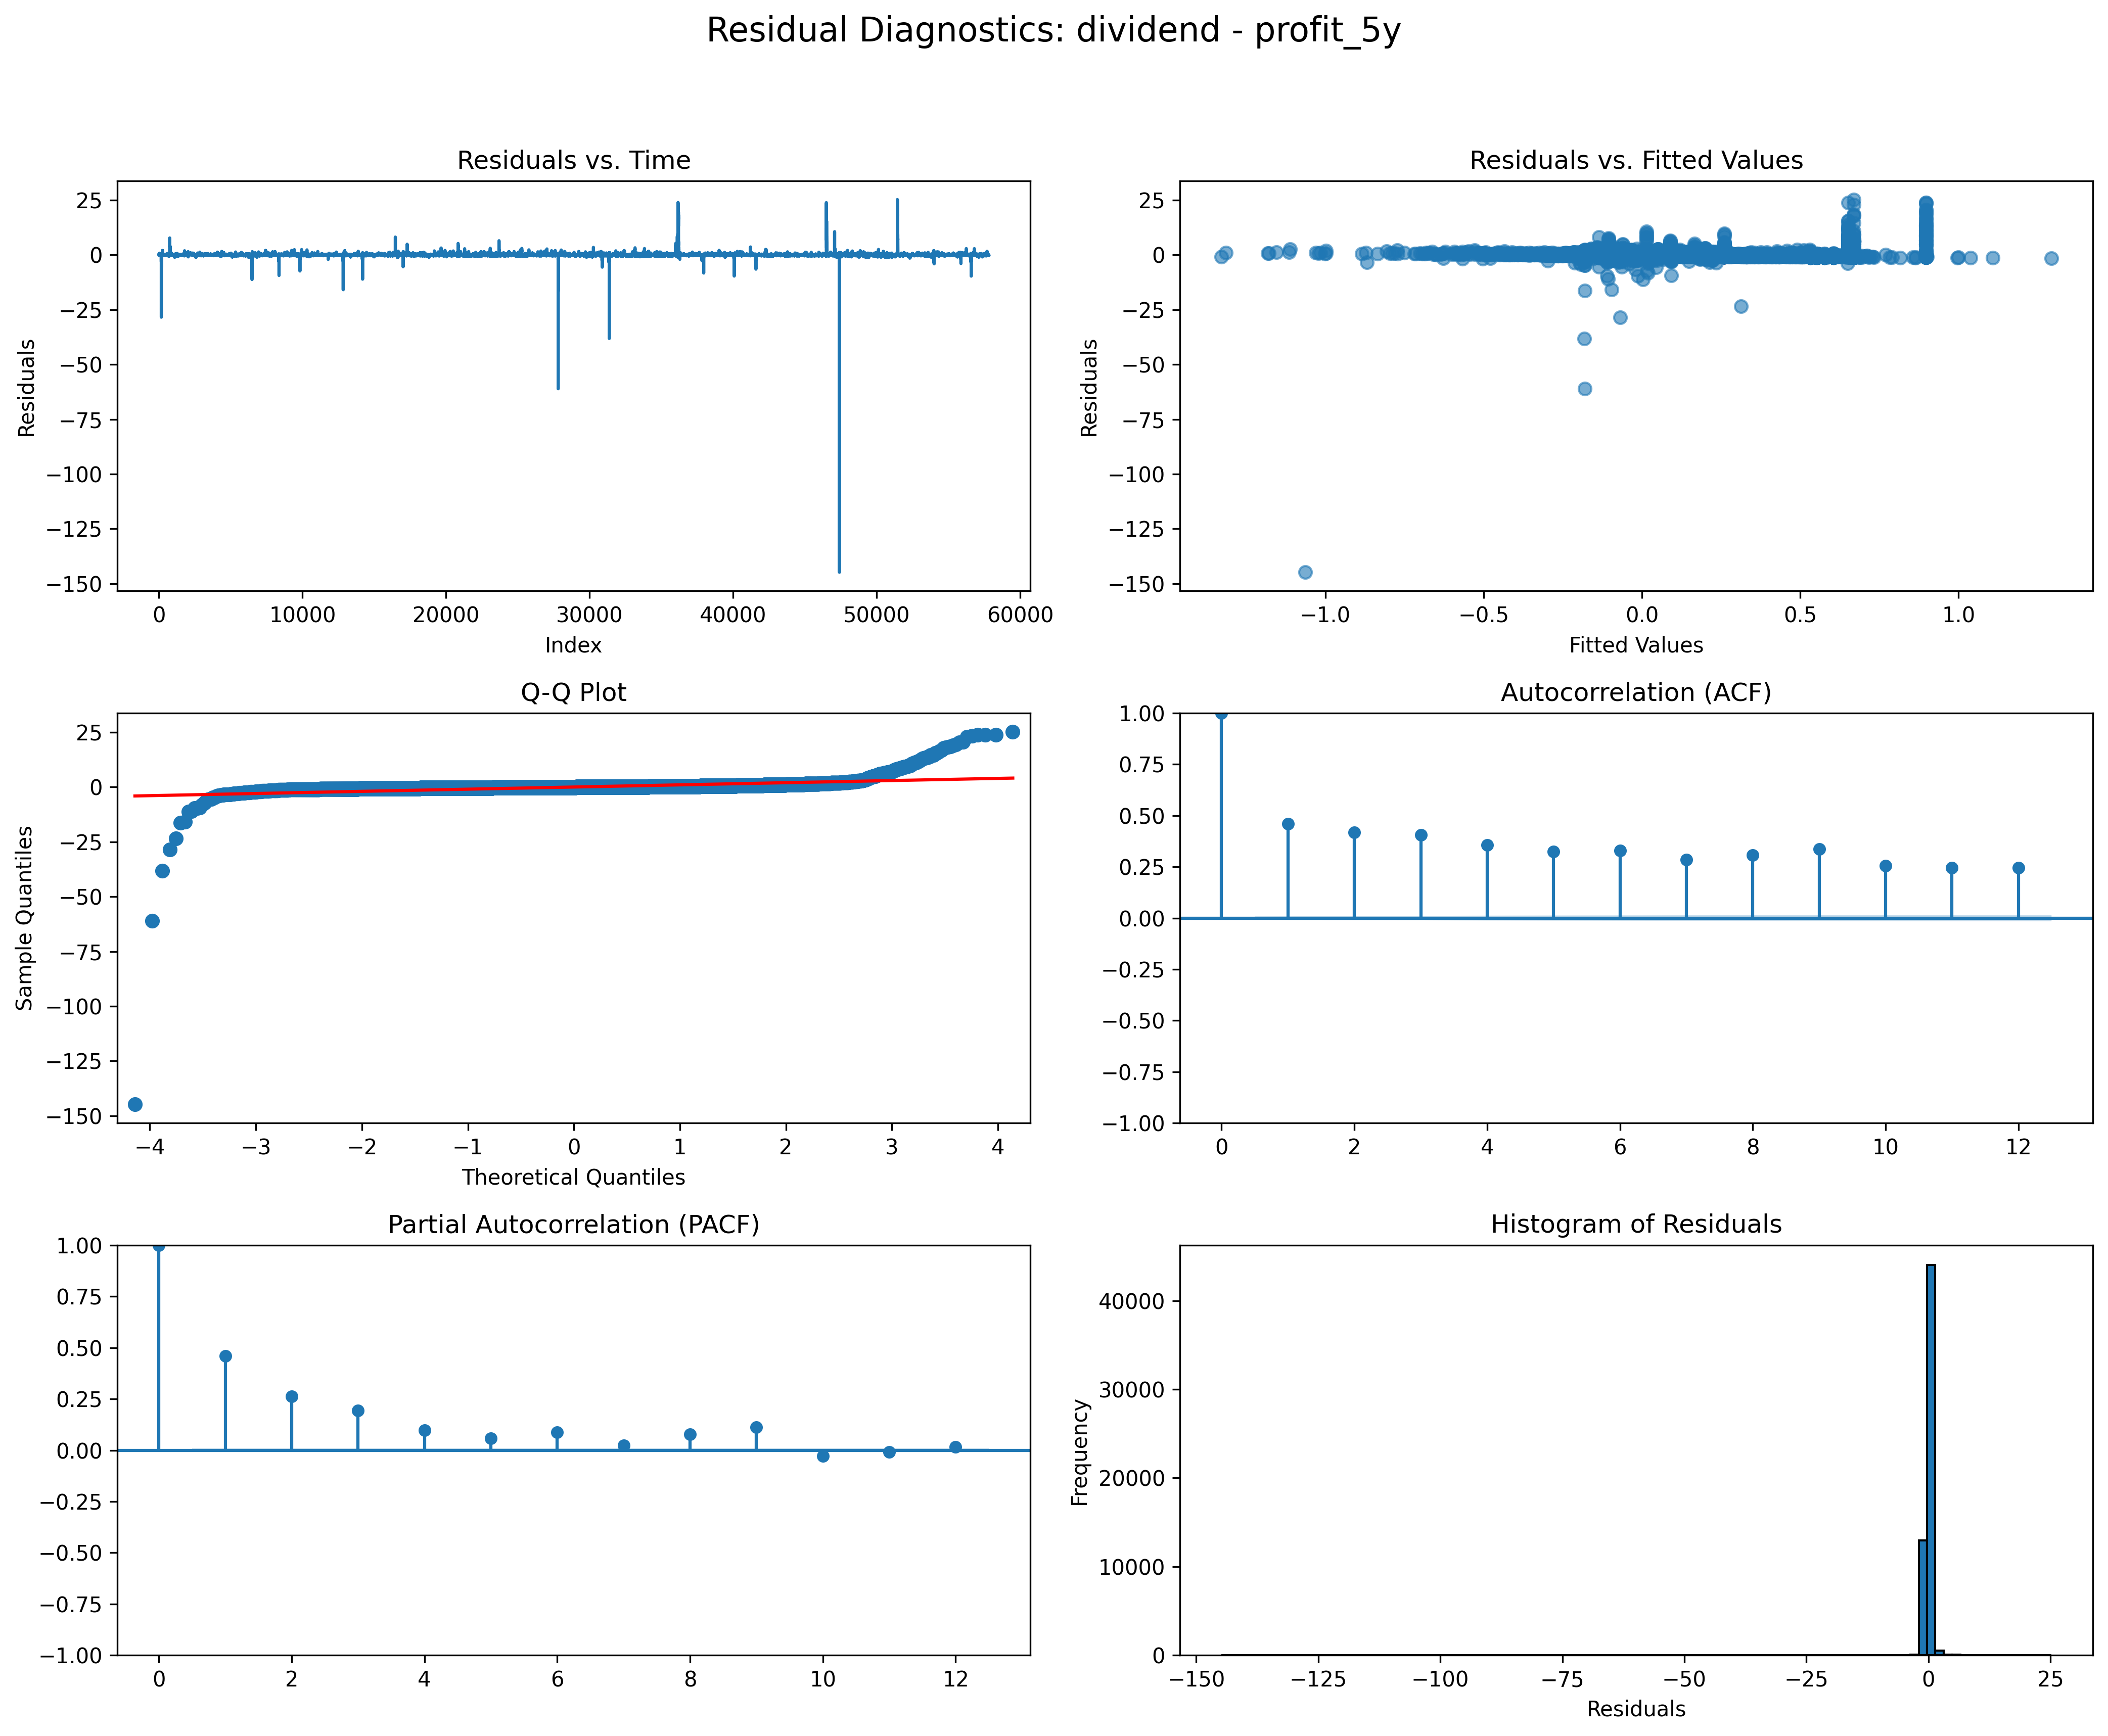 Residual Diagnostics: dividend - profit_5y
Residuals vs. Time
25
0
−25
−50
−75
−100
−125
−150
Residuals
0 10000 20000 30000 40000 50000 60000
Index
Residuals vs. Fitted Values
25
0
−25
−50
−75
−100
−125
−150
Residuals
−1.0 −0.5 0.0 0.5 1.0
Fitted Values
Q-Q Plot
25
0
−25
−50
−75
−100
−125
−150
Sample Quantiles
−4 −3 −2 −1 0 1 2 3 4
Theoretical Quantiles
Autocorrelation (ACF)
1.00
0.75
0.50
0.25
0.00
−0.25
−0.50
−0.75
−1.00
0 2 4 6 8 10 12
Partial Autocorrelation (PACF)
1.00
0.75
0.50
0.25
0.00
−0.25
−0.50
−0.75
−1.00
0 2 4 6 8 10 12
Histogram of Residuals
40000
30000
20000
10000
0
Frequency
−150 −125 −100 −75 −50 −25 0 25
Residuals